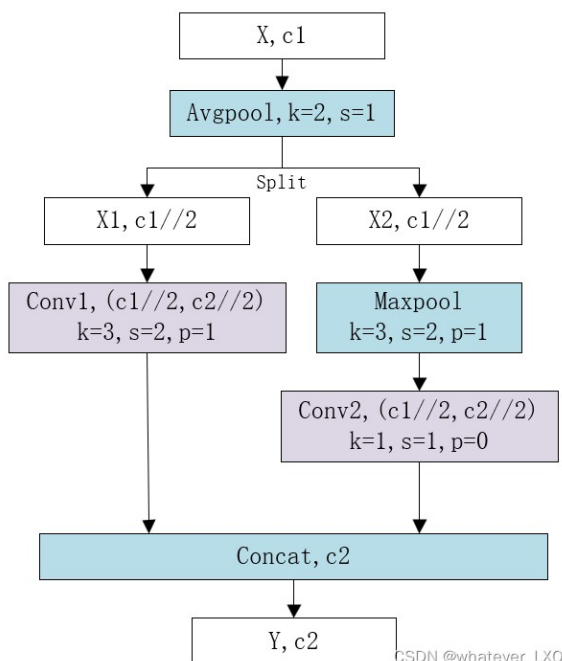 X,c1
Avgpool,k=2,s=1
Split
X1,c1//2
X2,c1//2
Conv1,(c1//2,c2//2)
k=3,s=2,p=1
Maxpool
k=3,s=2,p=1
Conv2,(c1//2,c2//2)
k=1,s=1,p=0
Concat,c2
Y,c2
CSDN @whatever_LXQ